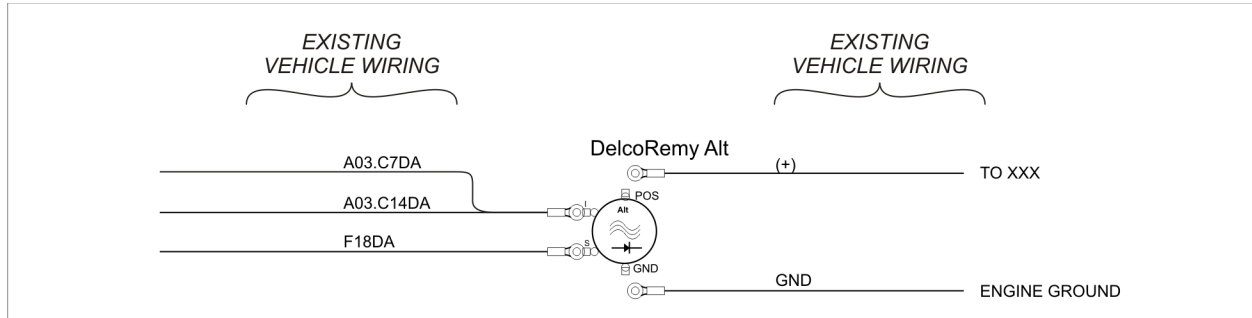 EXISTING
VEHICLE WIRING
EXISTING
VEHICLE WIRING
DelcoRemy Alt
A03.C7DA
(+)
TO XXX
POS
A03.C14DA
I
Alt
F18DA
S
GND
GND
ENGINE GROUND